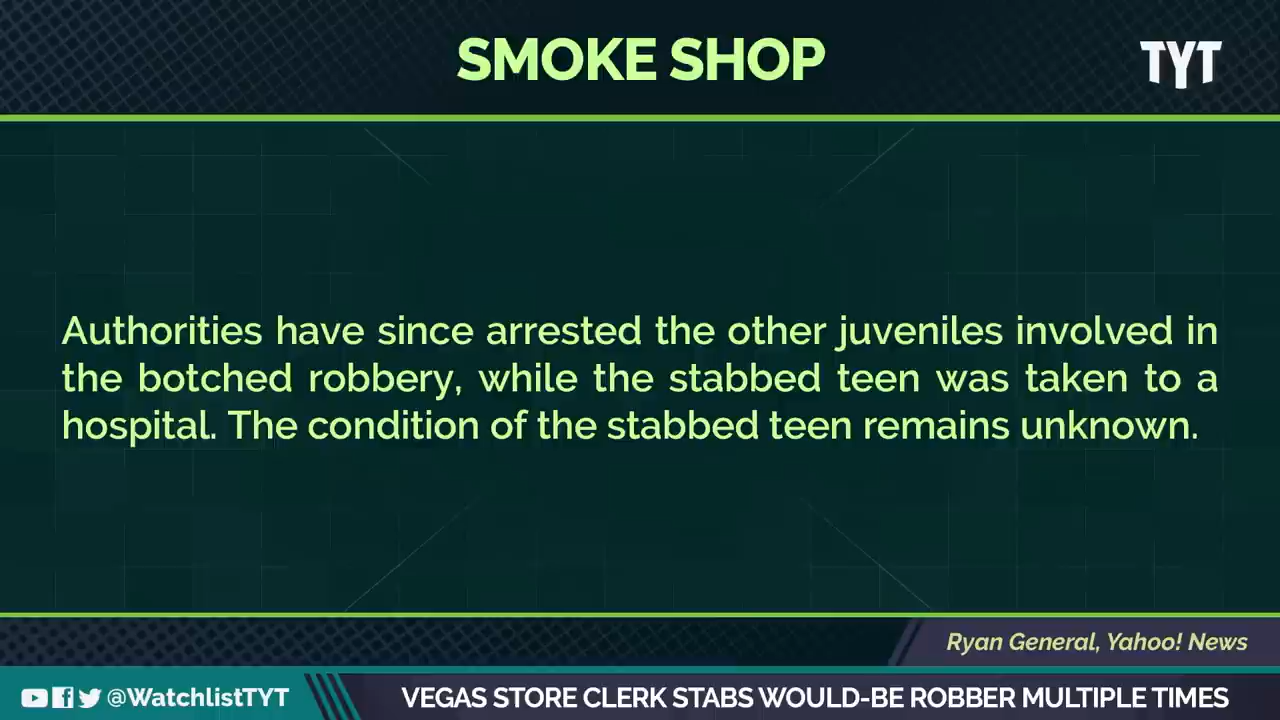 SMOKE SHOP
TYT
Authorities have since arrested the other juveniles involved in
the botched robbery, while the stabbed teen was taken to a
hospital. The condition of the stabbed teen remains unknown.
Ryan General, Yahoo! News
@WatchlistTYT
VEGAS STORE CLERK STABS WOULD-BE ROBBER MULTIPLE TIMES